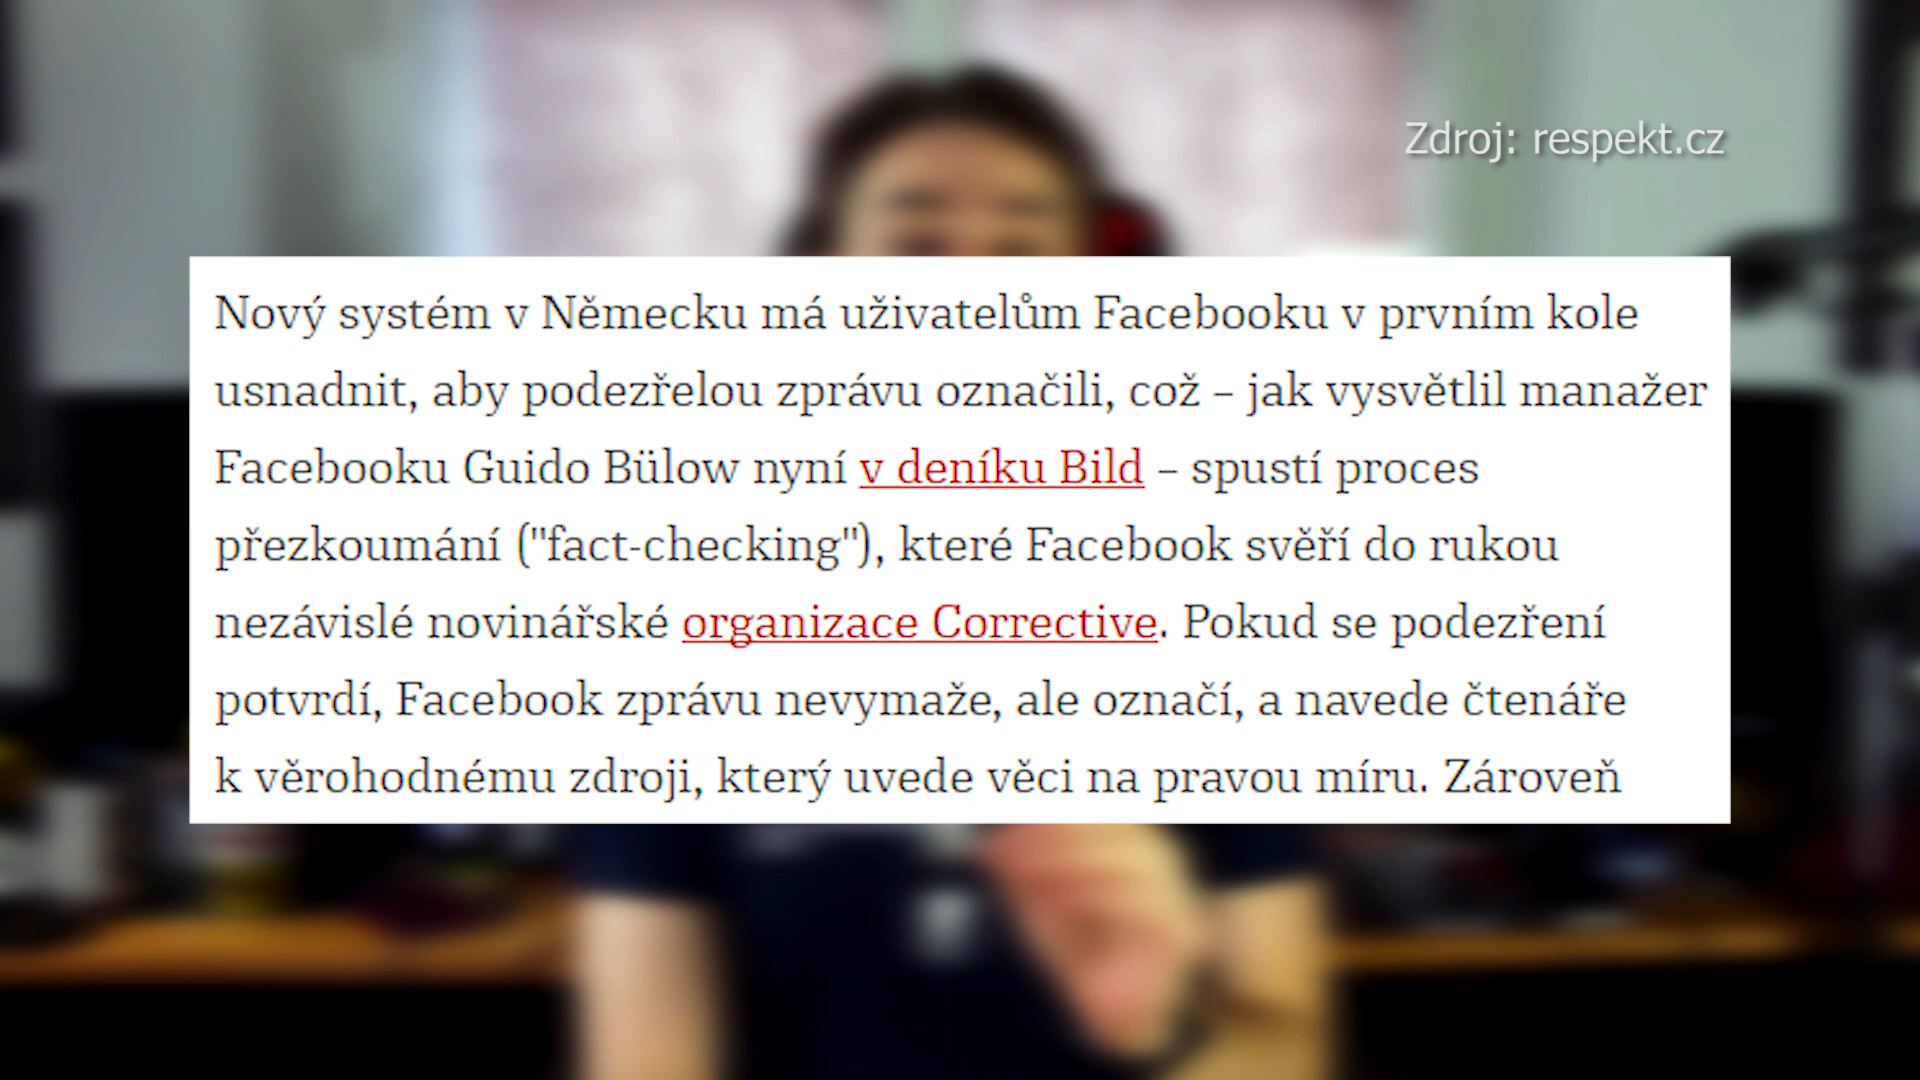 Zdroj: respekt.cz
Nový systém v Německu má uživatelům Facebooku v prvním kole
usnadnit, aby podezřelou zprávu označili, což – jak vysvětlil manažer
Facebooku Guido Bülow nyní v deníku Bild – spustí proces
přezkoumání ("fact-checking"), které Facebook svěří do rukou
nezávislé novinářské organizace Corrective. Pokud se podezření
potvrdí, Facebook zprávu nevymaže, ale označí, a navede čtenáře
k věrohodnému zdroji, který uvede věci na pravou míru. Zároveň